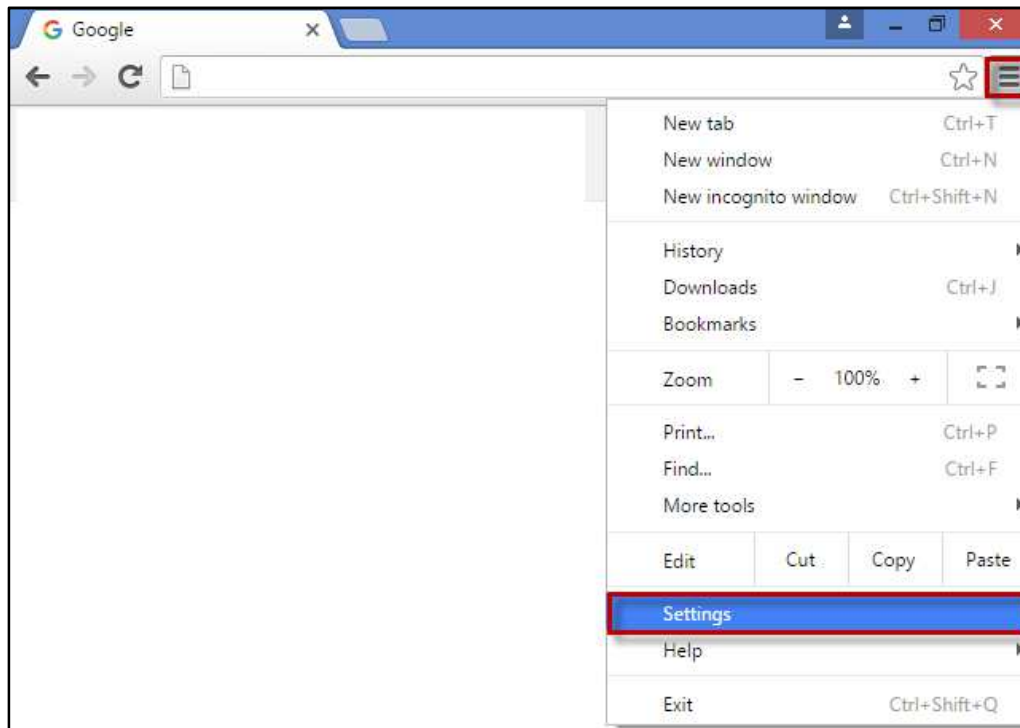 Google
New tab Ctrl+T
New window Ctrl+N
New incognito window Ctrl+Shift+N
History
Downloads Ctrl+J
Bookmarks
Zoom - 100% +
Print... Ctrl+P
Find... Ctrl+F
More tools
Edit Cut Copy Paste
Settings
Help
Exit Ctrl+Shift+Q